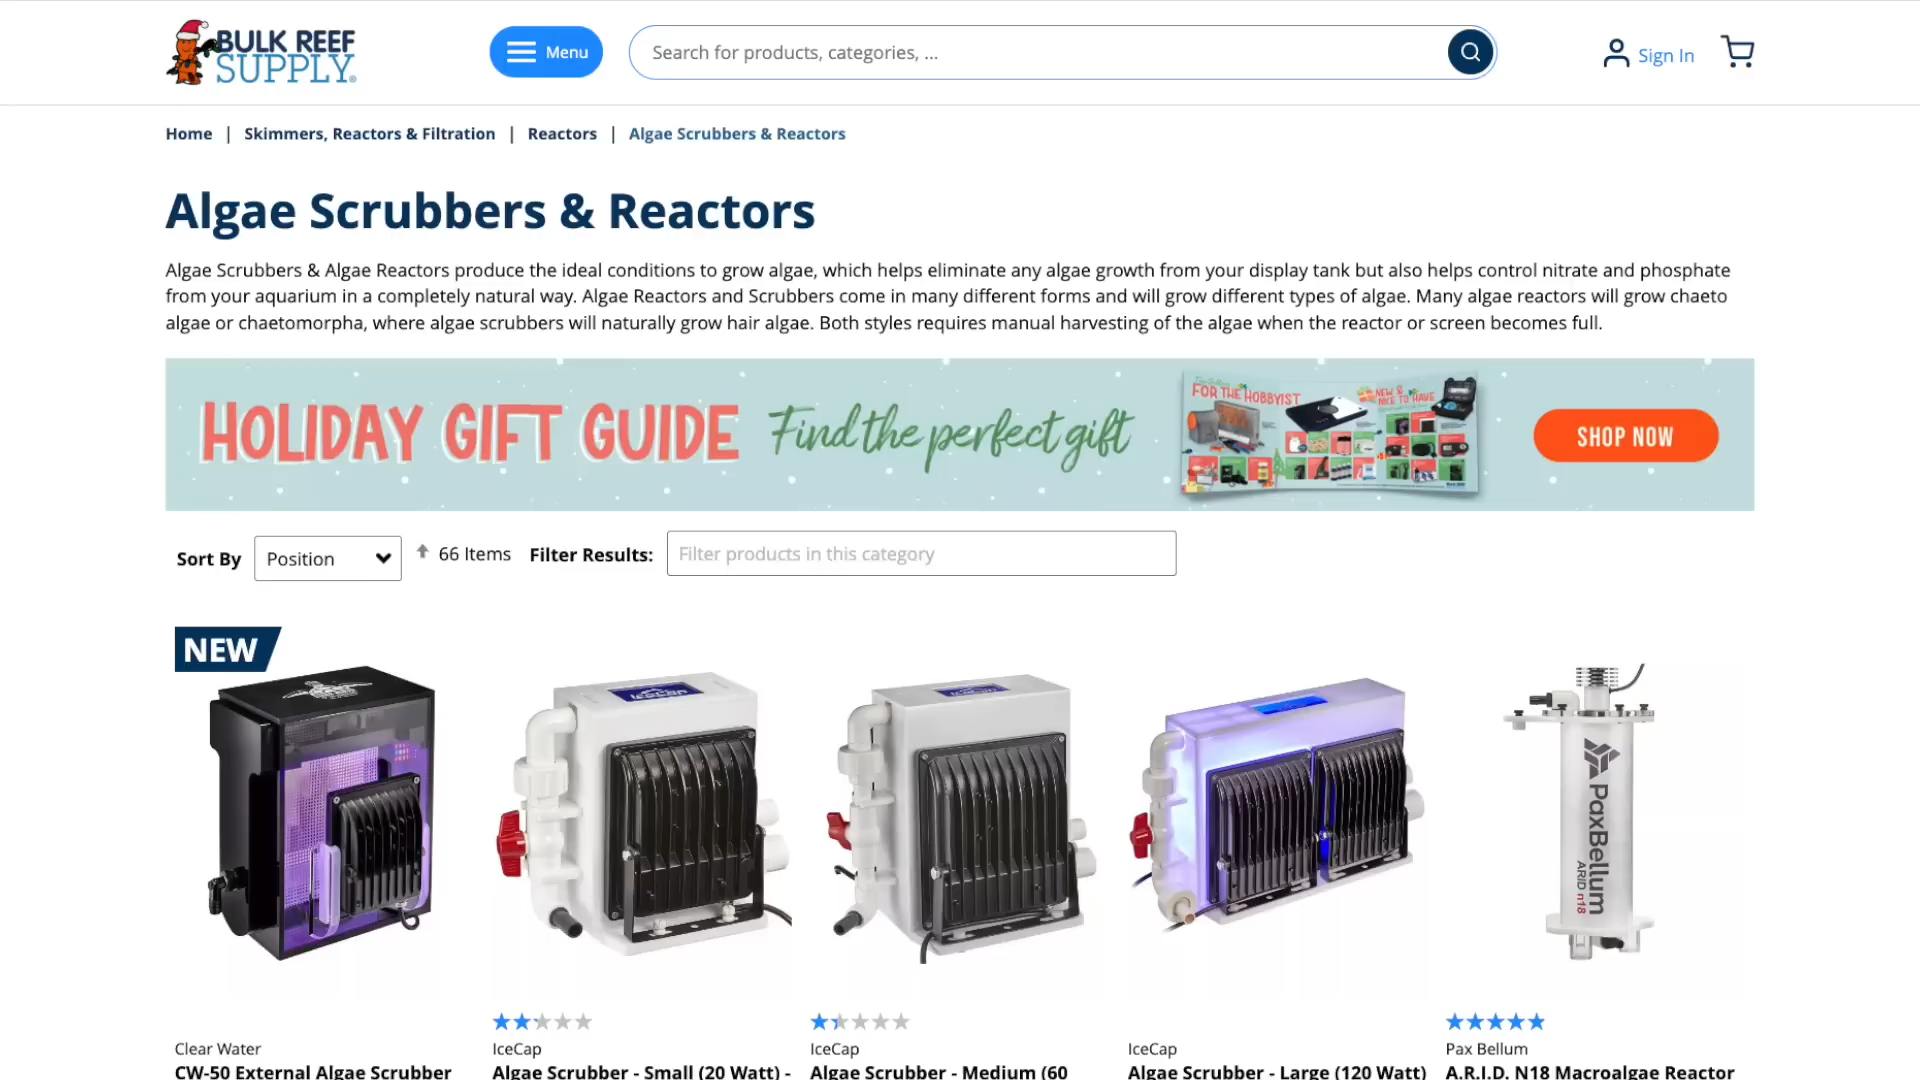 BULK REEF
SUPPLY®
Menu
Search for products, categories, ...
Sign In
Home | Skimmers, Reactors & Filtration | Reactors | Algae Scrubbers & Reactors
Algae Scrubbers & Reactors
Algae Scrubbers & Algae Reactors produce the ideal conditions to grow algae, which helps eliminate any algae growth from your display tank but also helps control nitrate and phosphate
from your aquarium in a completely natural way. Algae Reactors and Scrubbers come in many different forms and will grow different types of algae. Many algae reactors will grow chaeto
algae or chaetomorpha, where algae scrubbers will naturally grow hair algae. Both styles requires manual harvesting of the algae when the reactor or screen becomes full.
HOLIDAY GIFT GUIDE Find the perfect gift
FOR THE HOBBYIST
NEW &
NICE TO HAVE
SHOP NOW
Sort By Position 66 Items Filter Results: Filter products in this category
NEW
IceCap
PaxBellum
ARID n18
Clear Water
CW-50 External Algae Scrubber
IceCap
Algae Scrubber - Small (20 Watt) -
IceCap
Algae Scrubber - Medium (60
IceCap
Algae Scrubber - Large (120 Watt)
Pax Bellum
A.R.I.D. N18 Macroalgae Reactor